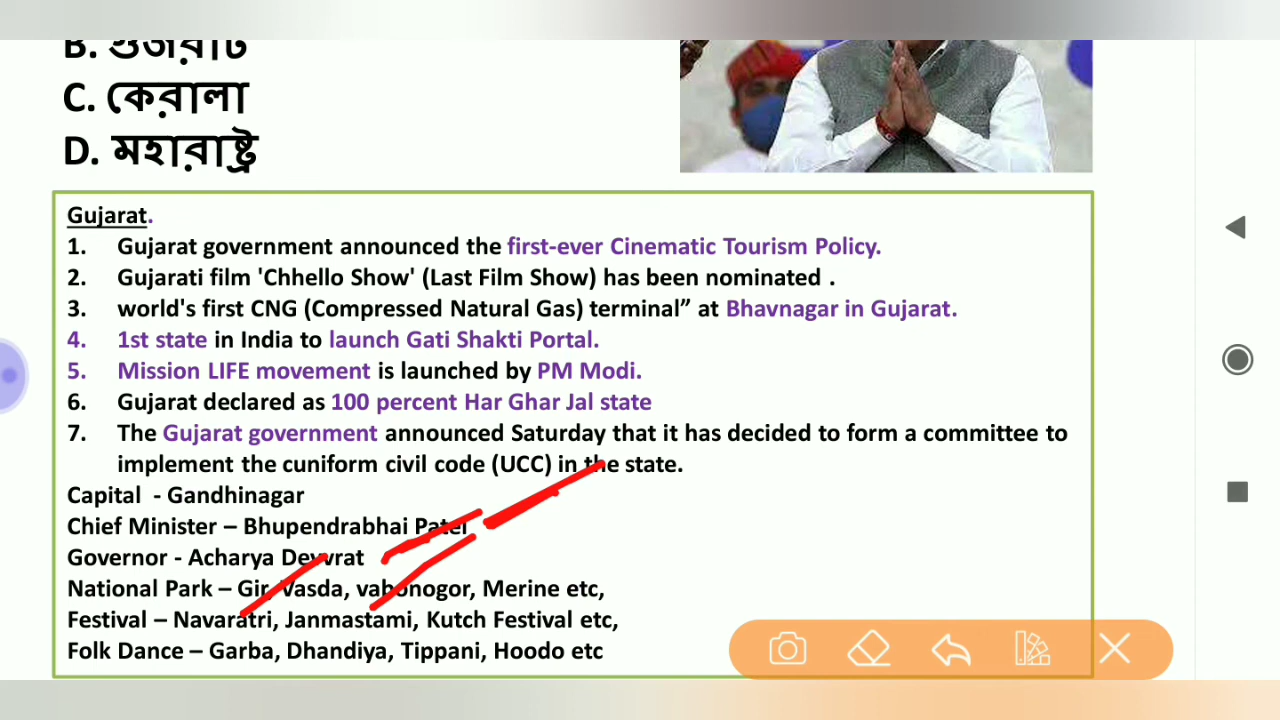 B. গুজরাট
C. কেরালা
D. মহারাষ্ট্র
Gujarat.
1. Gujarat government announced the first-ever Cinematic Tourism Policy.
2. Gujarati film 'Chhello Show' (Last Film Show) has been nominated .
3. world's first CNG (Compressed Natural Gas) terminal” at Bhavnagar in Gujarat.
4. 1st state in India to launch Gati Shakti Portal.
5. Mission LIFE movement is launched by PM Modi.
6. Gujarat declared as 100 percent Har Ghar Jal state
7. The Gujarat government announced Saturday that it has decided to form a committee to
implement the cuniform civil code (UCC) in the state.
Capital - Gandhinagar
Chief Minister – Bhupendrabhai Patel
Governor - Acharya Devvrat
National Park – Gir, Vasda, vabonogor, Merine etc,
Festival – Navaratri, Janmastami, Kutch Festival etc,
Folk Dance – Garba, Dhandiya, Tippani, Hoodo etc